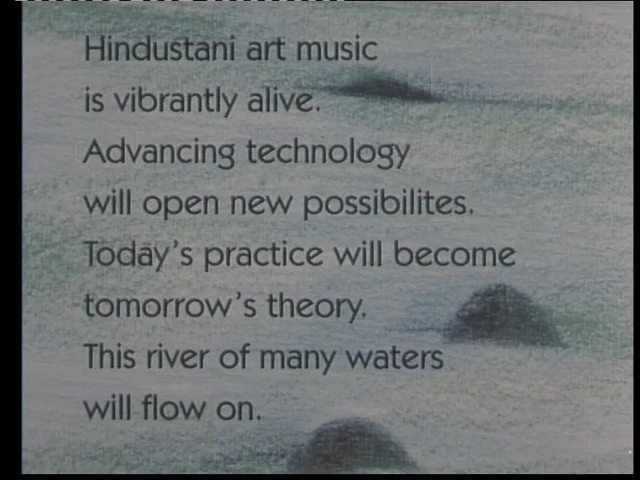 Hindustani art music
is vibrantly alive.
Advancing technology
will open new possibilites.
Today's practice will become
tomorrow's theory.
This river of many waters
will flow on.